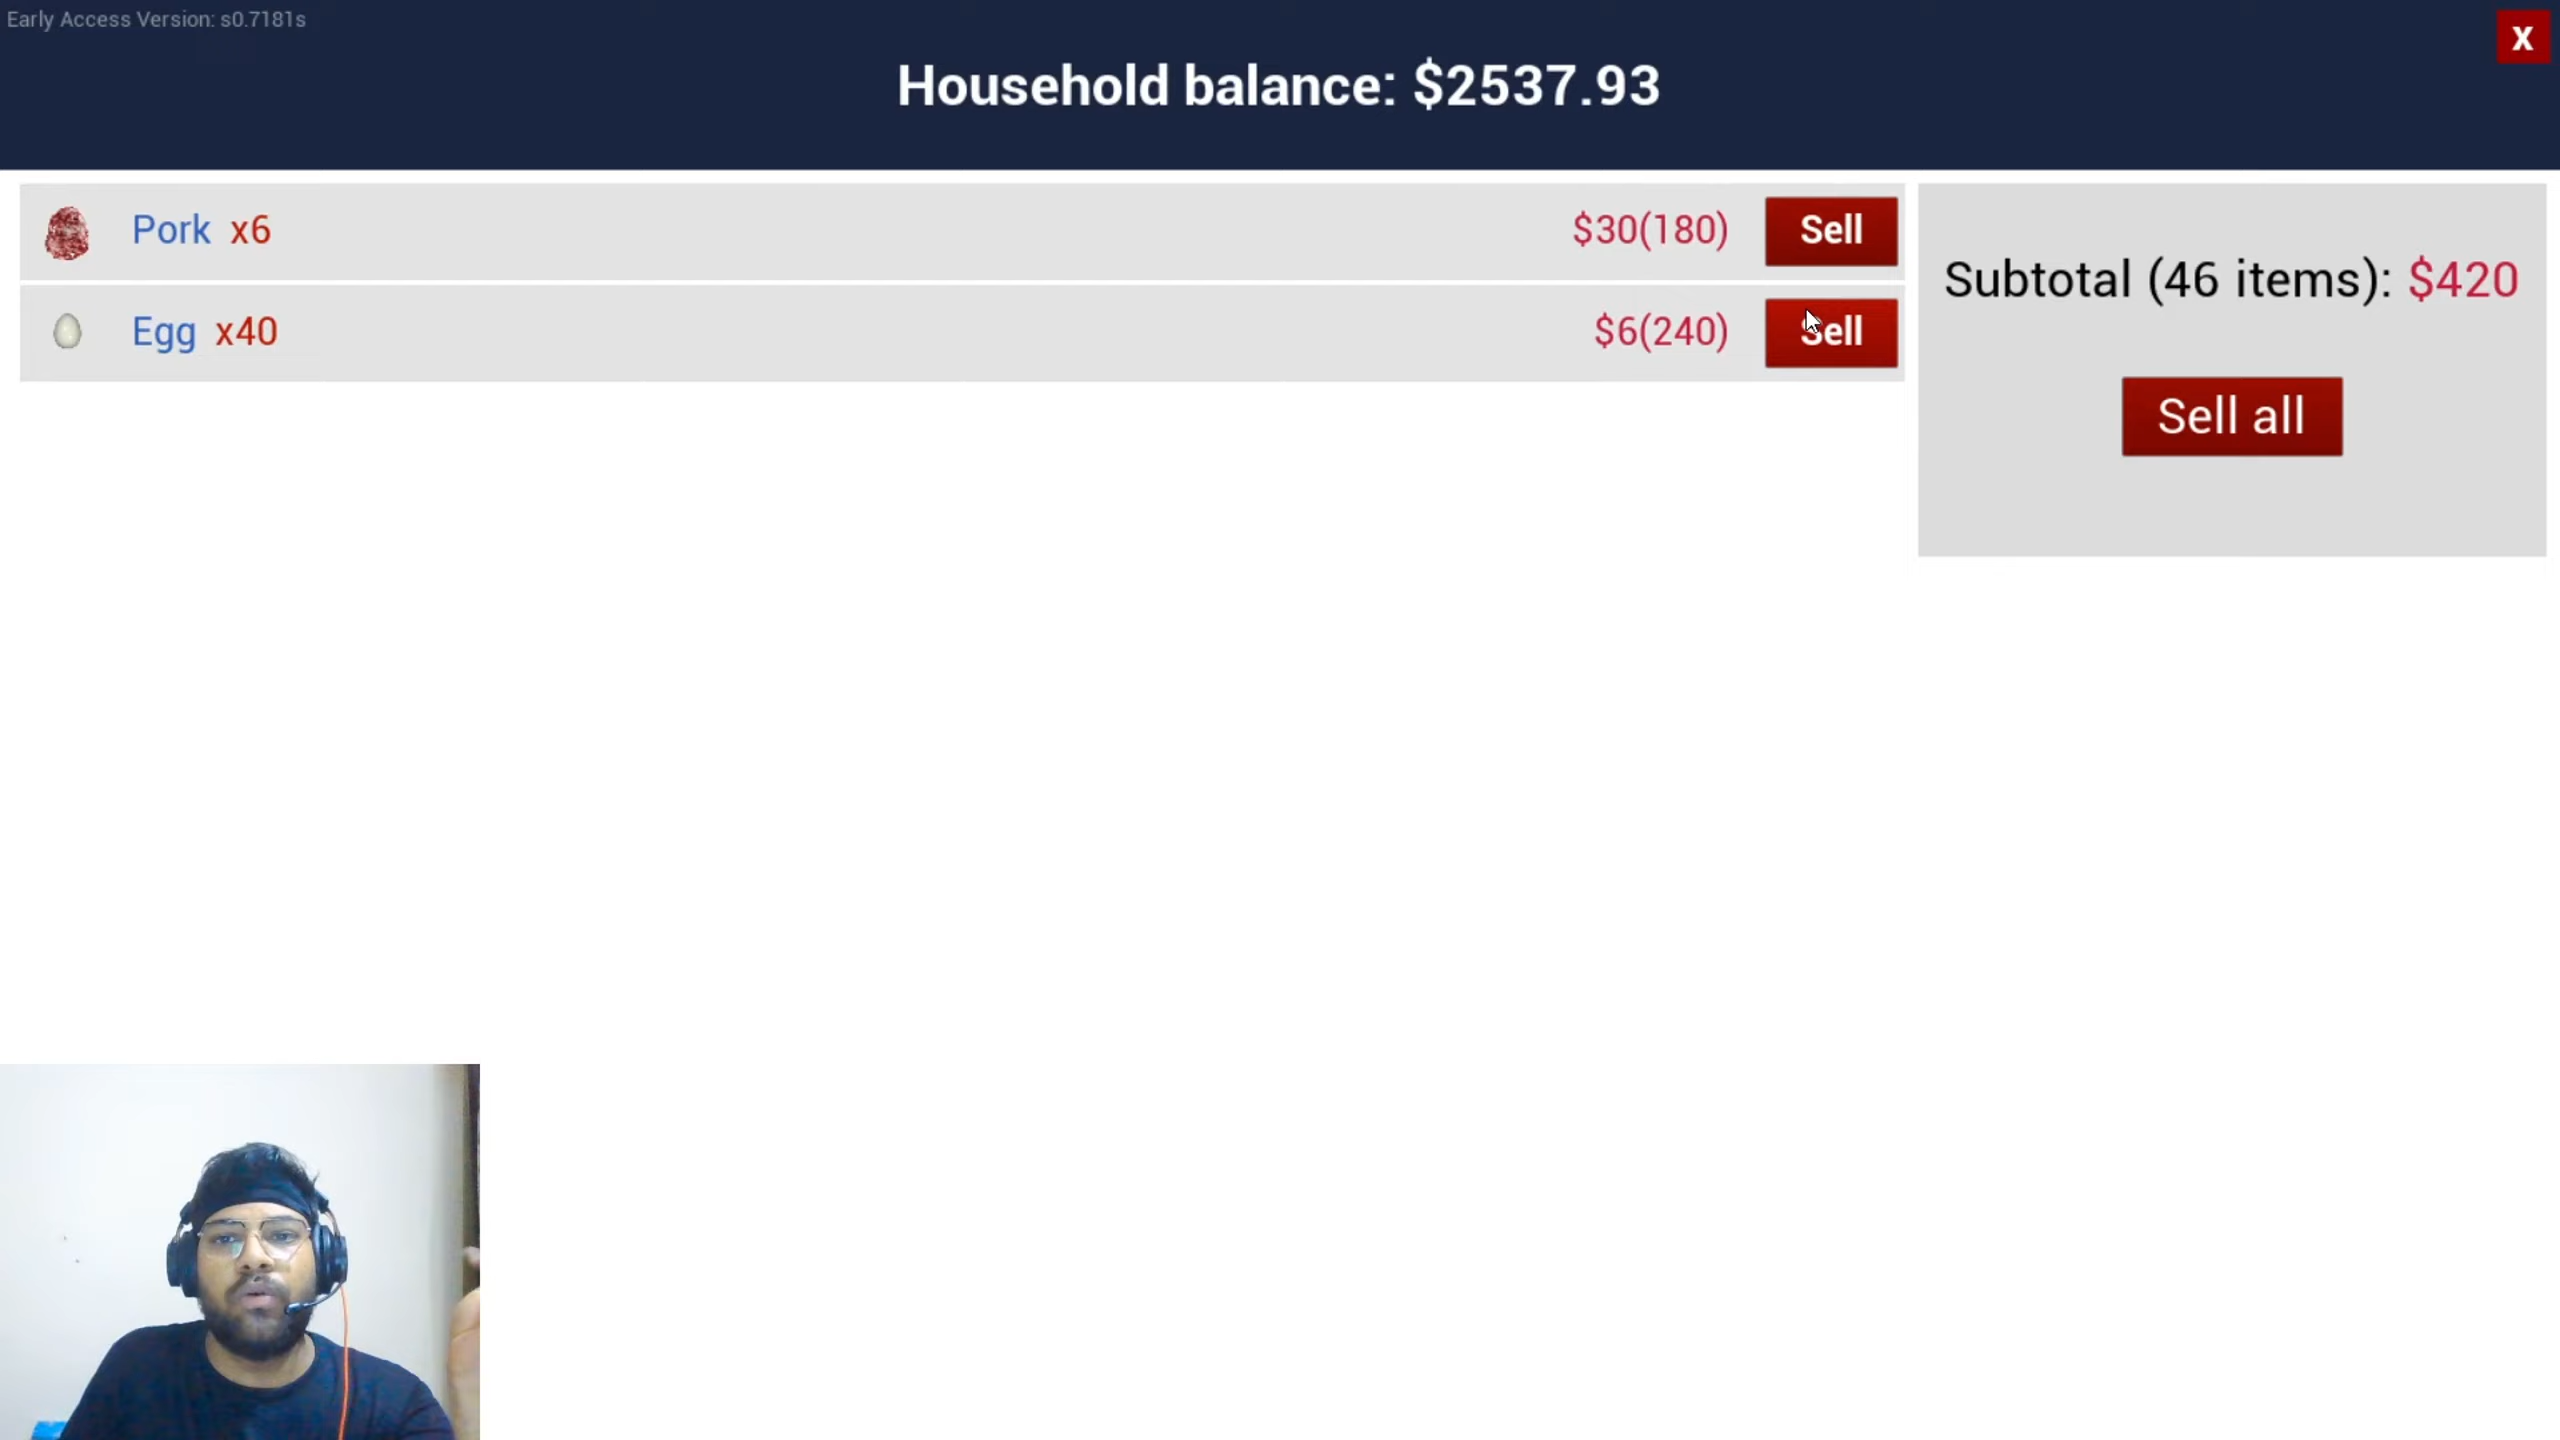 Early Access Version: s0.7181s
X
Household balance: $2537.93
Pork x6 $30(180) Sell
Egg x40 $6(240) Sell
Subtotal (46 items): $420
Sell all